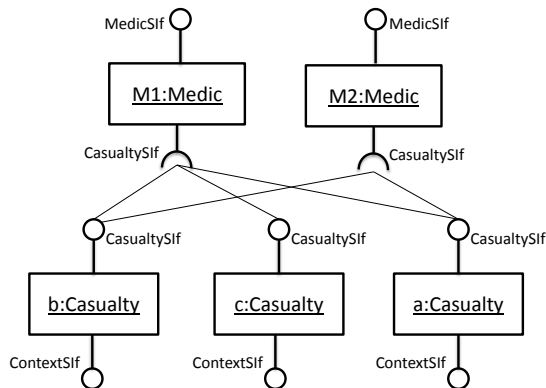 MedicSIf
MedicSIf
M1:Medic
M2:Medic
CasualtySIf
CasualtySIf
CasualtySIf
CasualtySIf
CasualtySIf
b:Casualty
c:Casualty
a:Casualty
ContextSIf
ContextSIf
ContextSIf